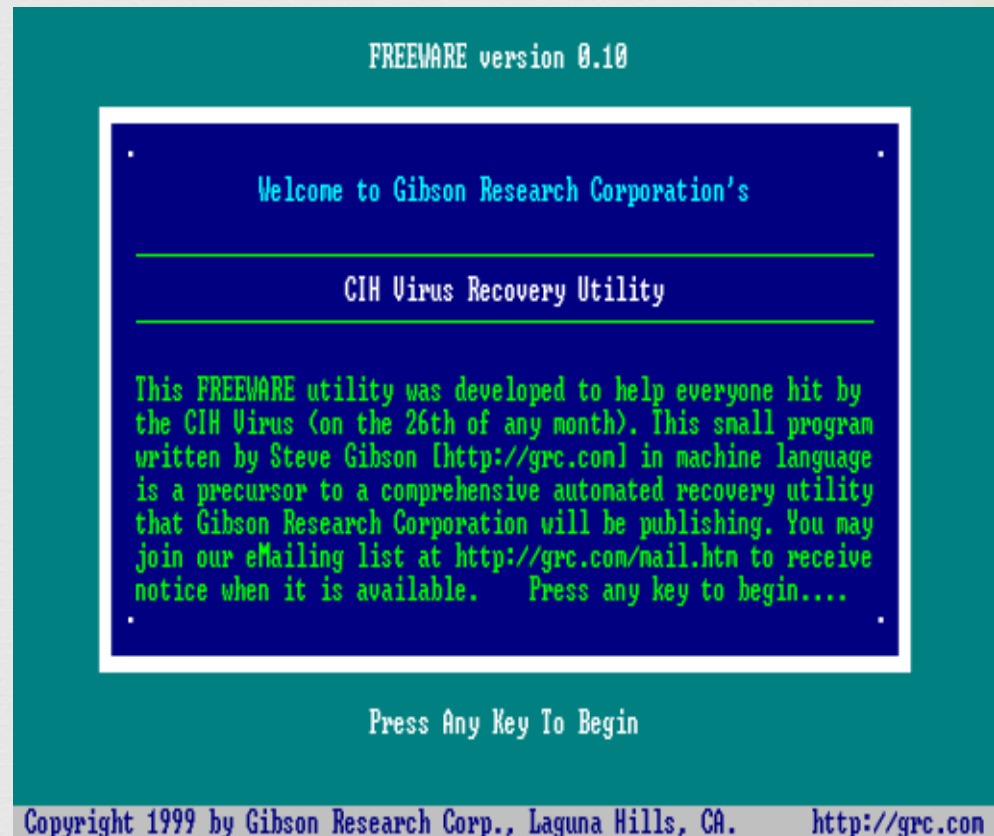 FREEWARE version 0.10
Welcome to Gibson Research Corporation's
CIH Virus Recovery Utility
This FREEWARE utility was developed to help everyone hit by
the CIH Virus (on the 26th of any month). This small program
written by Steve Gibson [http://grc.com] in machine language
is a precursor to a comprehensive automated recovery utility
that Gibson Research Corporation will be publishing. You may
join our eMailing list at http://grc.com/mail.htm to receive
notice when it is available.   Press any key to begin....
Press Any Key To Begin
Copyright 1999 by Gibson Research Corp., Laguna Hills, CA.   http://grc.com